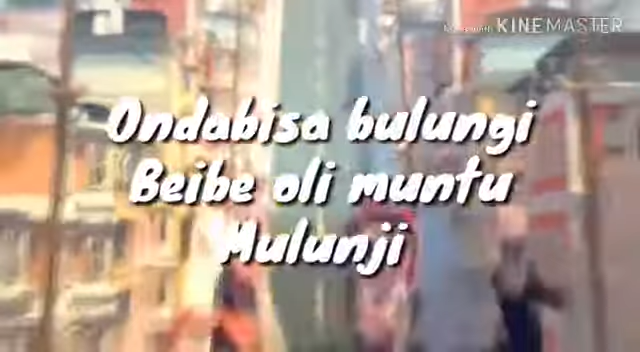 KINEMASTER
Ondabisa bulungi
Beibe oli muntu
Mulunji